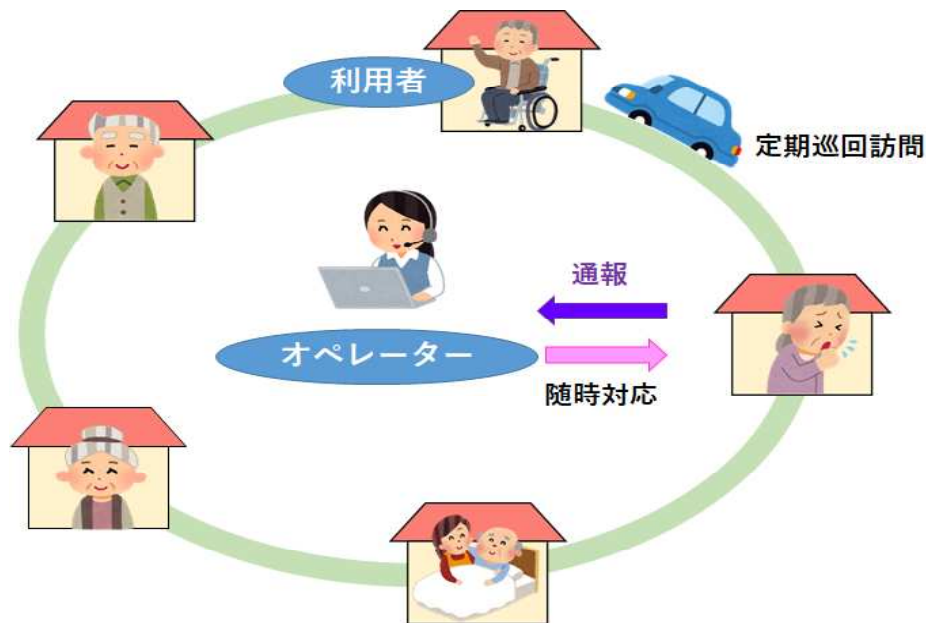 利用者
定期巡回訪問
通報
オペレーター
随時対応